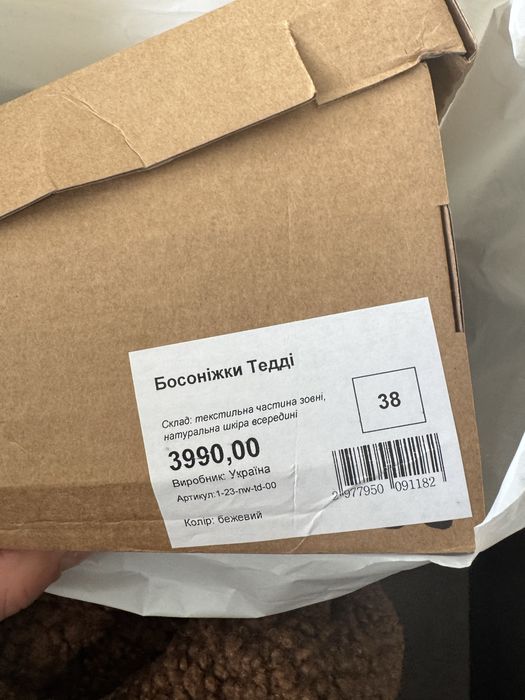 Босоніжки Тедді
Склад: текстильна частина зовні,
натуральна шкіра всередині
38
3990,00
Виробник: Україна
Артикул:1-23-nw-td-00
Колір: бежевий
2 977950 091182